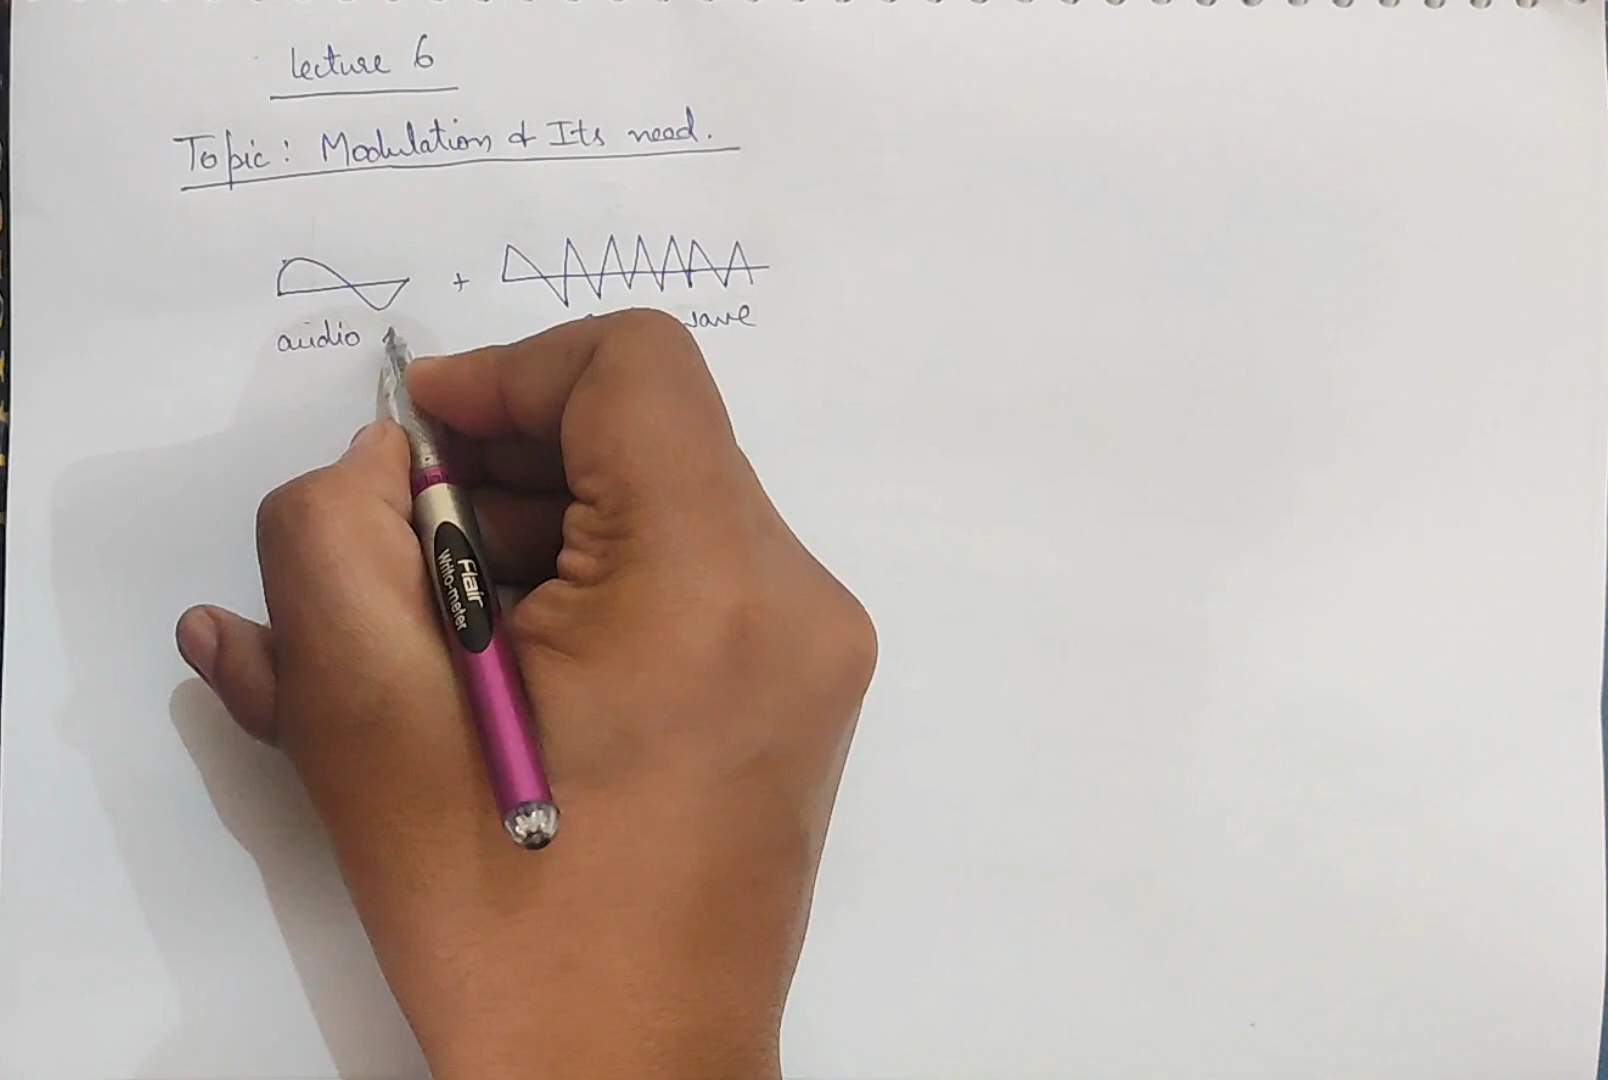 Lecture 6
Topic: Modulation & Its need.
+
audio
wave
Flair
Writo-meter